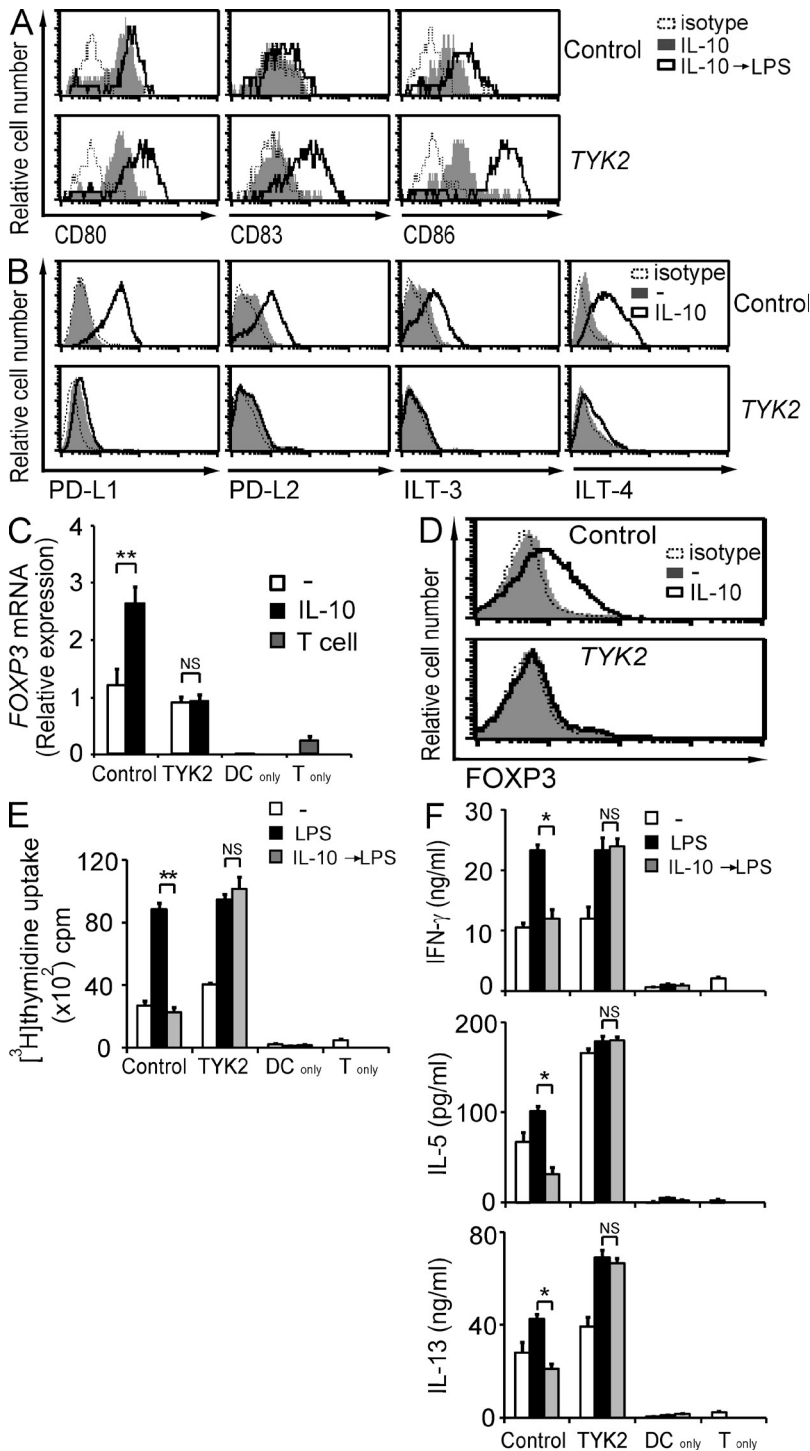 A
Relative cell number
isotype
IL-10
IL-10 → LPS
Control
TYK2
CD80
CD83
CD86
B
Relative cell number
Relative cell number
isotype
-
IL-10
Control
TYK2
PD-L1
PD-L2
ILT-3
ILT-4
C
FOXP3 mRNA
(Relative expression)
4
3
2
1
0
**
NS
-
IL-10
T cell
Control TYK2 DC only T only
D
Relative cell number
Control
isotype
-
IL-10
TYK2
FOXP3
E
[³H]thymidine uptake
(x10²) cpm
120
80
40
0
**
NS
-
LPS
IL-10 → LPS
Control TYK2 DC only T only
F
-
LPS
IL-10 → LPS
IFN-γ (ng/ml)
30
20
10
0
*
NS
IL-5 (pg/ml)
200
100
0
*
NS
IL-13 (ng/ml)
80
40
0
*
NS
Control TYK2 DC only T only